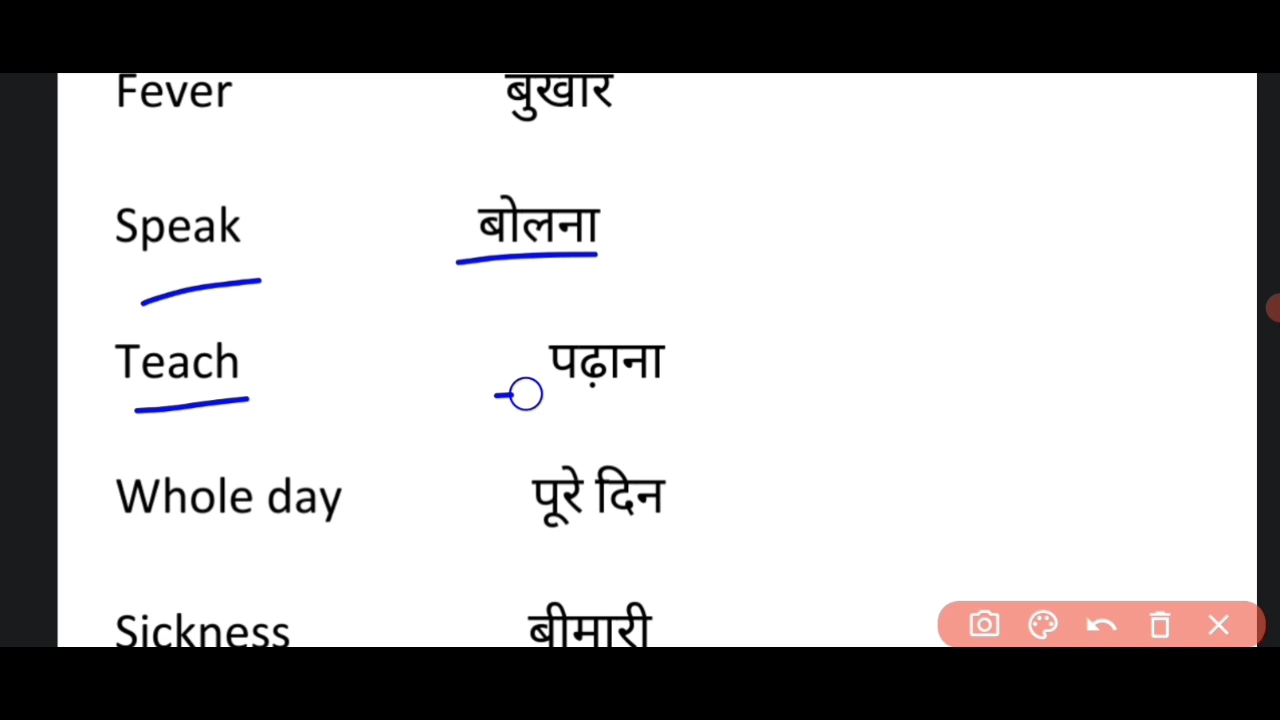 Fever बुखार
Speak बोलना
Teach पढ़ाना
Whole day पूरे दिन
Sickness बीमारी